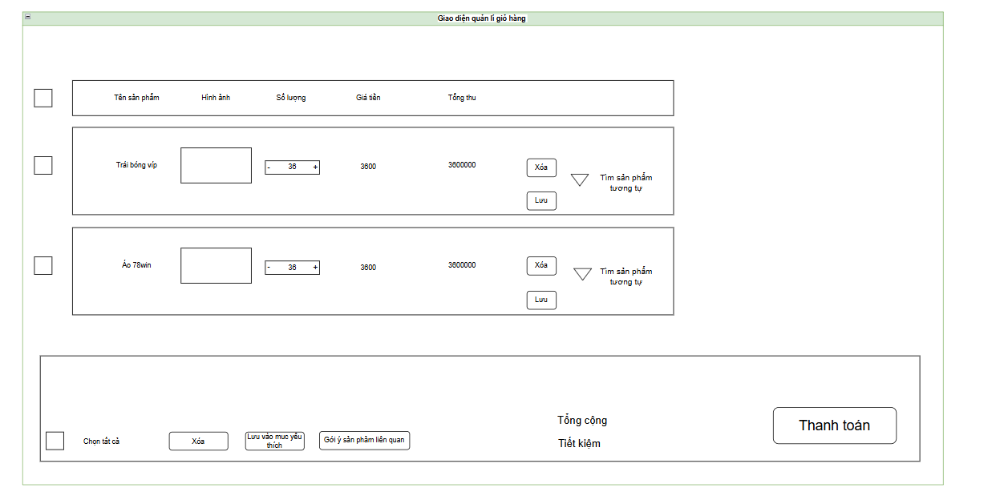 Giao diện quản lí giỏ hàng
Tên sản phẩm Hình ảnh Số lượng Giá tiền Tổng thu
Trái bóng víp - 36 + 3600 3600000 Xóa
Tìm sản phẩm
tương tự
Lưu
Áo 78win - 36 + 3600 3600000 Xóa
Tìm sản phẩm
tương tự
Lưu
Tổng cộng
Thanh toán
Chọn tất cả Xóa
Lưu vào muc yêu
thích
Gới ý sản phảm liên quan
Tiết kiệm